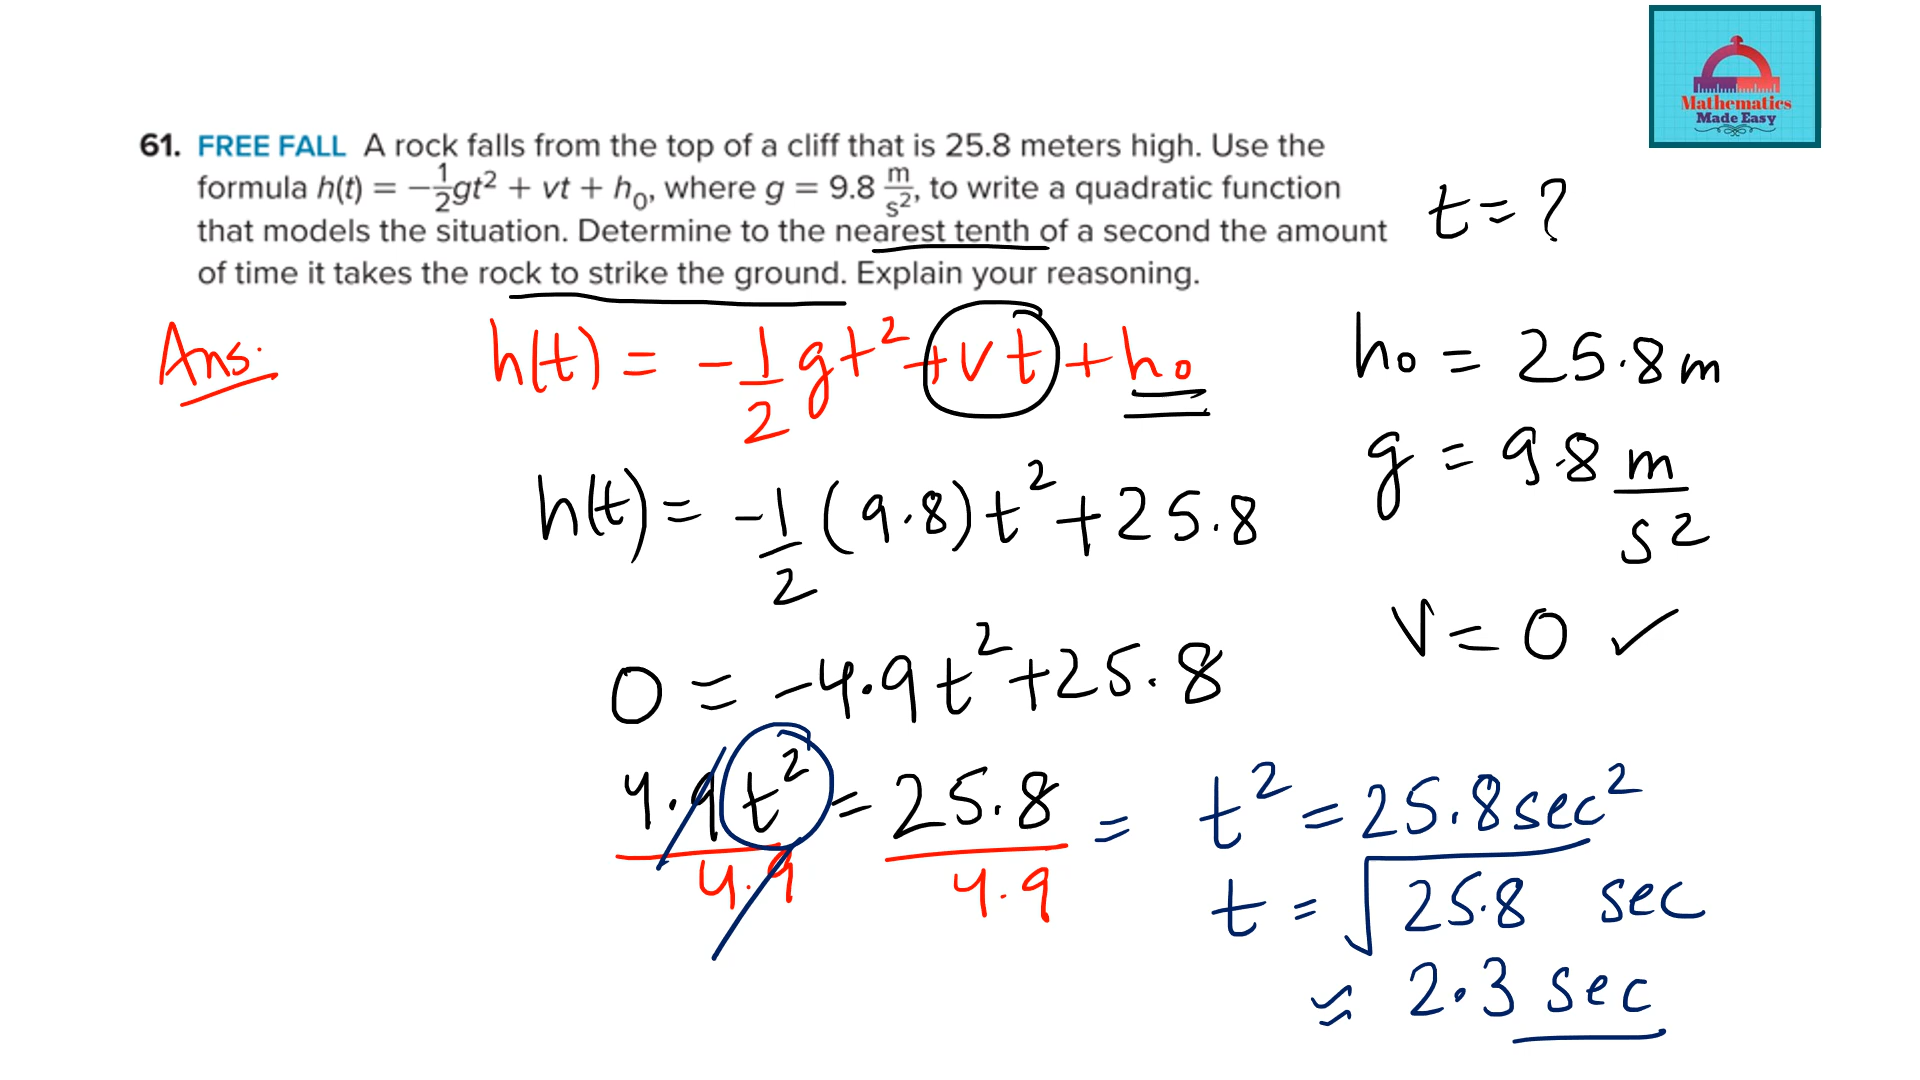 Mathematics
Made Easy
61. FREE FALL A rock falls from the top of a cliff that is 25.8 meters high. Use the
formula h(t) = −1/2gt² + vt + h₀, where g = 9.8 m/s², to write a quadratic function
that models the situation. Determine to the nearest tenth of a second the amount
of time it takes the rock to strike the ground. Explain your reasoning.
t = ?
Ans:
h(t) = -1/2 gt² + vt + h₀
h₀ = 25.8 m
g = 9.8 m/s²
h(t) = -1/2 (9.8) t² + 25.8
v = 0 ✓
0 = -4.9t² + 25.8
4.9t²/4.9 = 25.8/4.9 =
t² = 25.8 sec²
t = √25.8 sec
≈ 2.3 sec